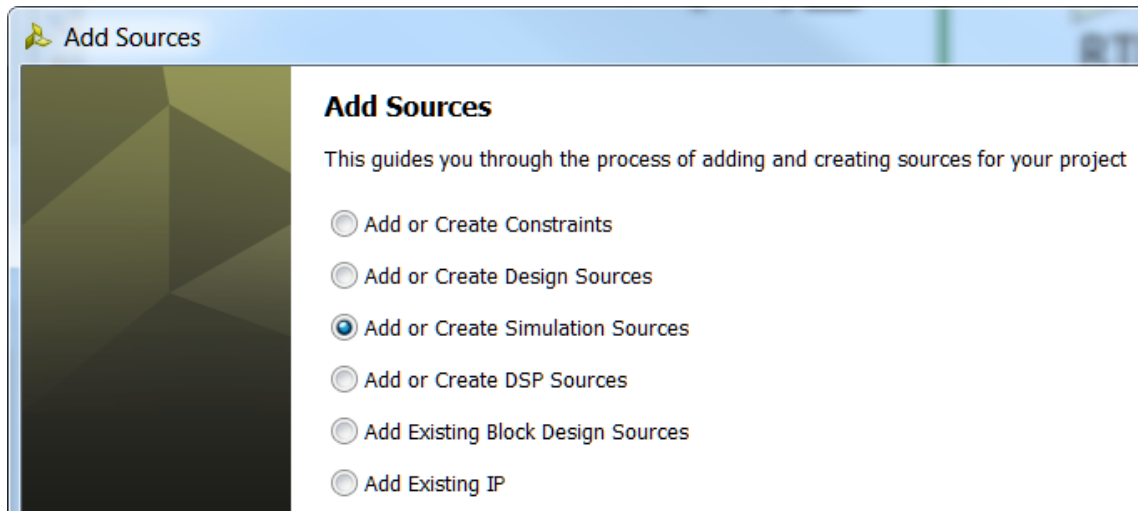 Add Sources
Add Sources
This guides you through the process of adding and creating sources for your project
Add or Create Constraints
Add or Create Design Sources
Add or Create Simulation Sources
Add or Create DSP Sources
Add Existing Block Design Sources
Add Existing IP